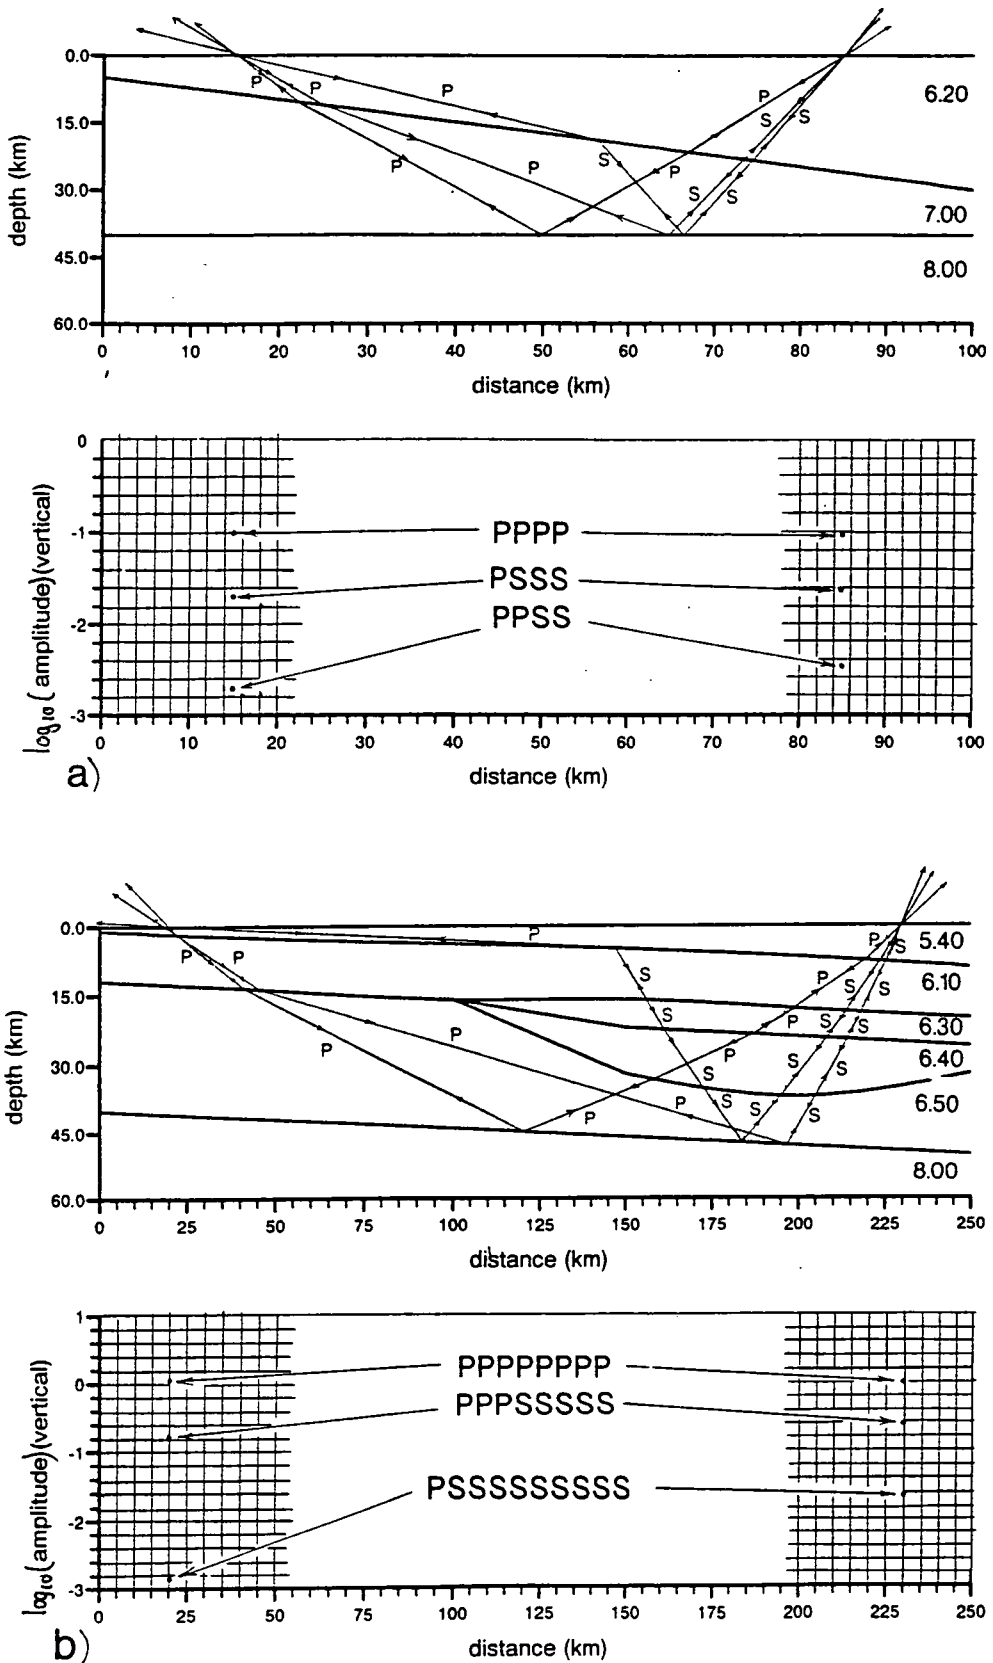 0.0
15.0
30.0
45.0
60.0
depth (km)
P P P P P S P P S S S S
6.20
7.00
8.00
0 10 20 30 40 50 60 70 80 90 100
distance (km)
0
-1
-2
-3
log10 (amplitude)(vertical)
PPPP
PSSS
PPSS
0 10 20 30 40 50 60 70 80 90 100
distance (km)
a)
0.0
15.0
30.0
45.0
60.0
depth (km)
P P P P P S S S S P P P P P P S S S S S S S S S
5.40
6.10
6.30
6.40
6.50
8.00
0 25 50 75 100 125 150 175 200 225 250
distance (km)
1
0
-1
-2
-3
log10 (amplitude)(vertical)
PPPPPPPP
PPPSSSSS
PSSSSSSSSS
0 25 50 75 100 125 150 175 200 225 250
distance (km)
b)